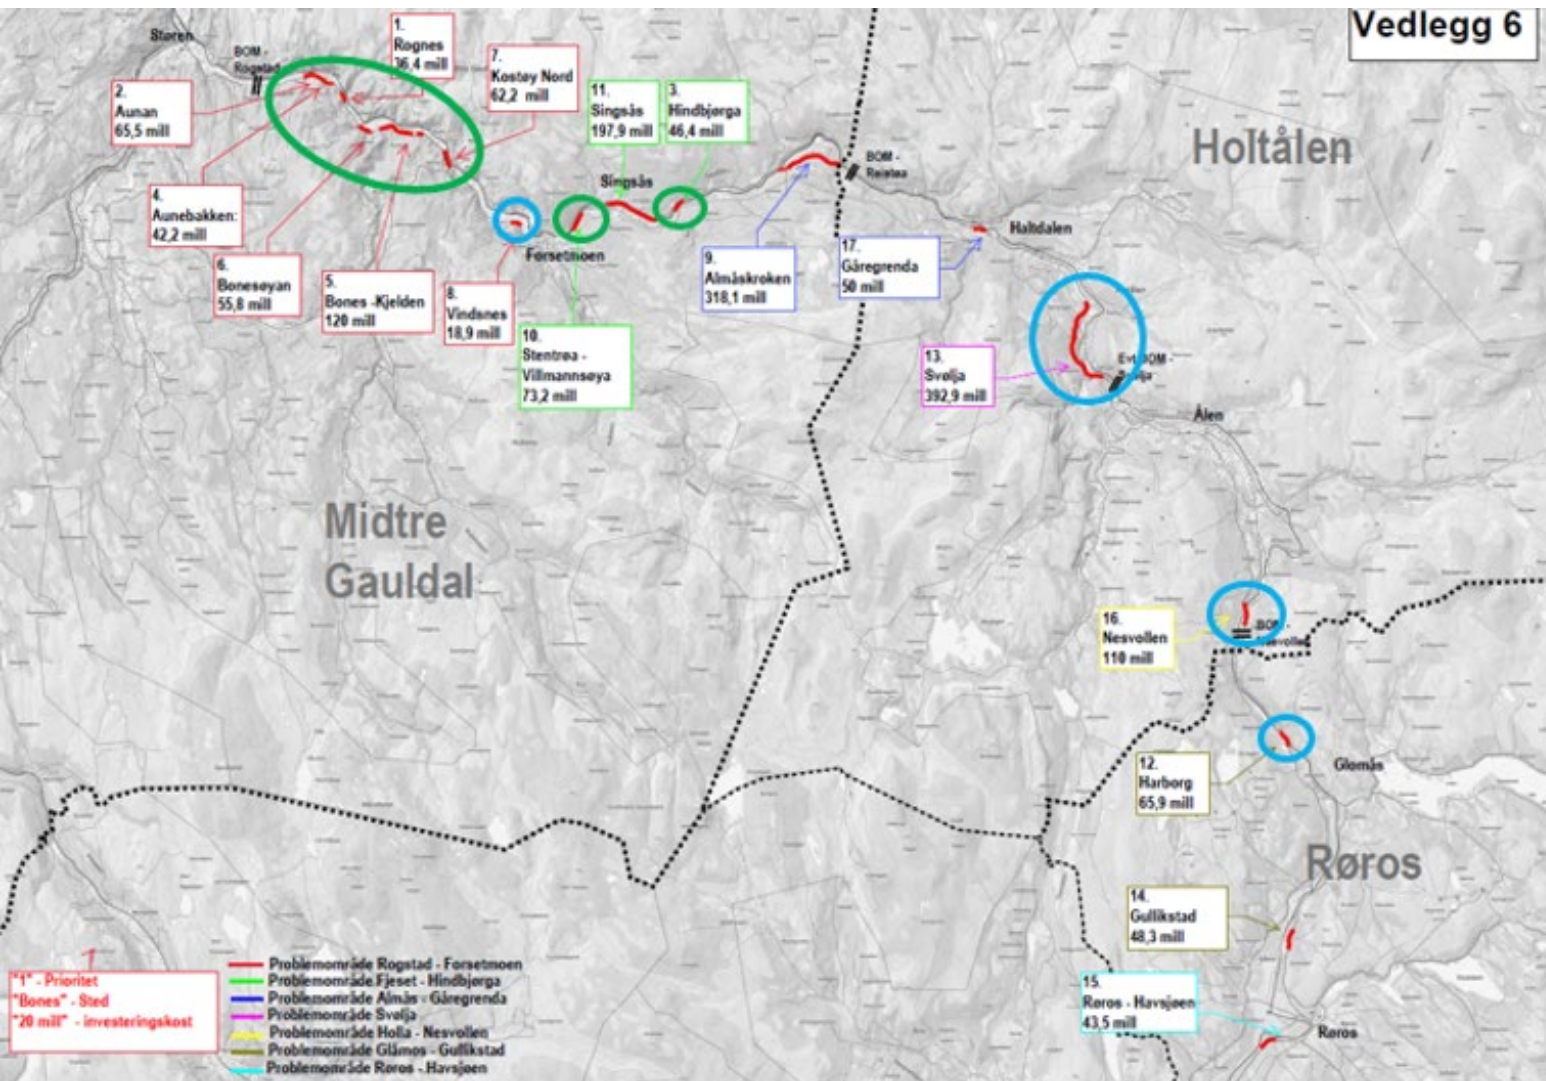 Vedlegg 6
Støren
BOM -
Rogstad
1.
Rognes
36,4 mill
7.
Kostøy Nord
62,2 mill
2.
Aunan
65,5 mill
11.
Singsås
197,9 mill
3.
Hindbjørga
46,4 mill
Holtålen
BOM -
Reistøa
Singsås
4.
Aunebakken:
42,2 mill
6.
Bonesøyan
55,8 mill
5.
Bones -Kjelden
120 mill
8.
Vindsnes
18,9 mill
Forsetmoen
10.
Stentrøa -
Villmannsøya
73,2 mill
9.
Almåskroken
318,1 mill
17.
Gåregrenda
50 mill
Haltdalen
13.
Svølja
392,9 mill
Evt BOM -
Svølja
Ålen
Midtre
Gauldal
16.
Nesvollen
110 mill
BOM -
Nesvollen
12.
Harborg
65,9 mill
Glomås
Røros
14.
Gullikstad
48,3 mill
15.
Røros - Havsjøen
43,5 mill
Røros
"1" - Prioritet
"Bones" - Sted
"20 mill" - investeringskost
Problemområde Rogstad - Forsetmoen
Problemområde Fjeset - Hindbjørga
Problemområde Almås - Gåregrenda
Problemområde Svølja
Problemområde Holla - Nesvollen
Problemområde Glåmos - Gullikstad
Problemområde Røros - Havsjøen